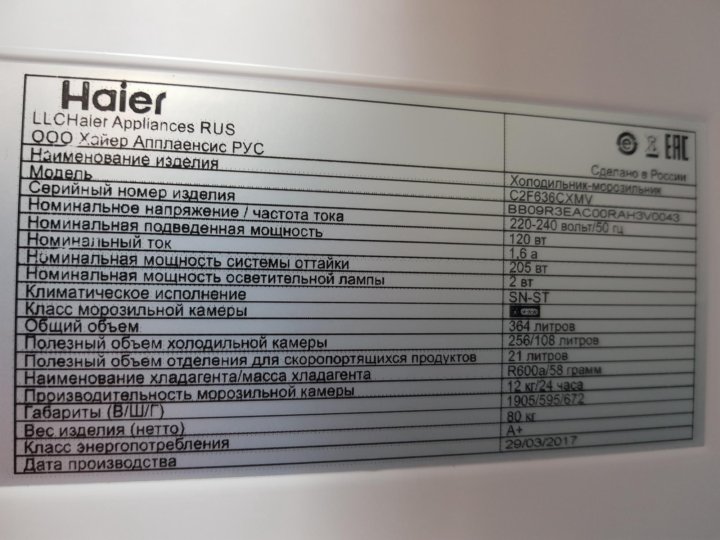 Haier
LLCHaier Appliances RUS
ООО Хайер Апплаенсис РУС
EAC
Сделано в России
Наименование изделия Холодильник-морозильник
Модель C2F636CXMV
Серийный номер изделия BB09R3EAC00RAH3V0043
Номинальное напряжение / частота тока 220-240 вольт/50 гц
Номинальная подведенная мощность 120 вт
Номинальный ток 1,6 а
Номинальная мощность системы оттайки 205 вт
Номинальная мощность осветительной лампы 2 вт
Климатическое исполнение SN-ST
Класс морозильной камеры
Общий объем 364 литров
Полезный объем холодильной камеры 256/108 литров
Полезный объем отделения для скоропортящихся продуктов 21 литров
Наименование хладагента/масса хладагента R600a/58 грамм
Производительность морозильной камеры 12 кг/24 часа
Габариты (В/Ш/Г) 1905/595/672
Вес изделия (нетто) 80 кг
Класс энергопотребления A+
Дата производства 29/03/2017